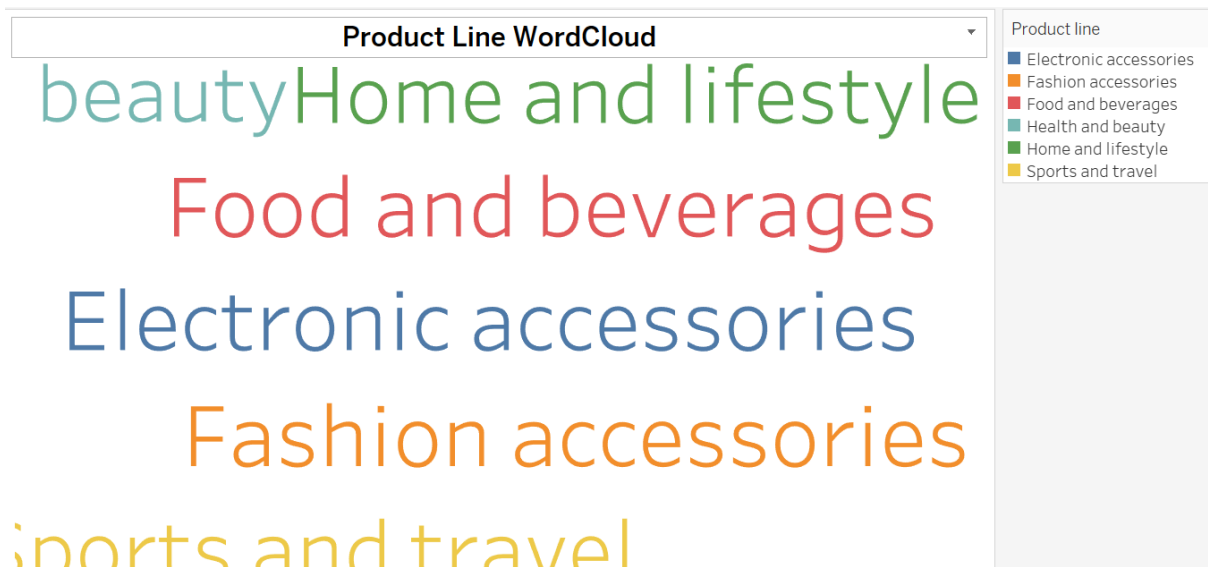 Product Line WordCloud
beauty Home and lifestyle
Food and beverages
Electronic accessories
Fashion accessories
Sports and travel
Product line
Electronic accessories
Fashion accessories
Food and beverages
Health and beauty
Home and lifestyle
Sports and travel